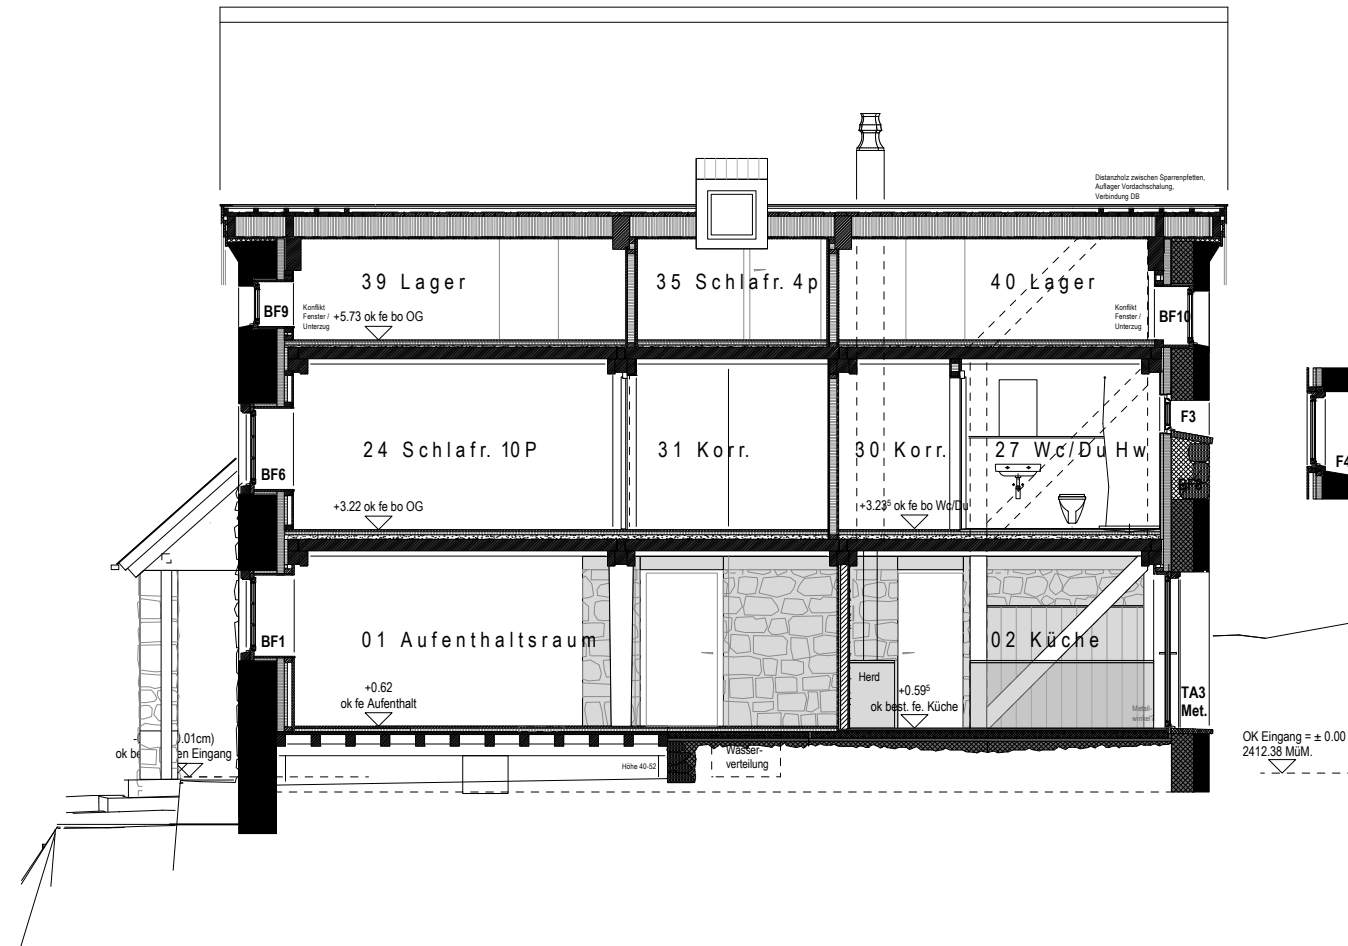 Distanzholz zwischen Sparrenpfetten,
Auflager Vordachschalung,
Verbindung DB
39 Lager
35 Schlafr. 4p
40 Lager
BF9
Konflikt
Fenster /
Unterzug
+5.73 ok fe bo OG
Konflikt
Fenster /
Unterzug
BF10
F3
24 Schlafr. 10P
31 Korr.
30 Korr.
27 Wc/Du Hw
BF6
F4
+3.22 ok fe bo OG
+3.23⁵ ok fe bo Wc/Du
BF1
01 Aufenthaltsraum
02 Küche
Herd
+0.62
ok fe Aufenthalt
+0.59⁵
ok best. fe. Küche
TA3
Met.
Metall-
winkel?
0.01cm)
ok be en Eingang
Wasser-
verteilung
Höhe 40-52
OK Eingang = ± 0.00
2412.38 MüM.